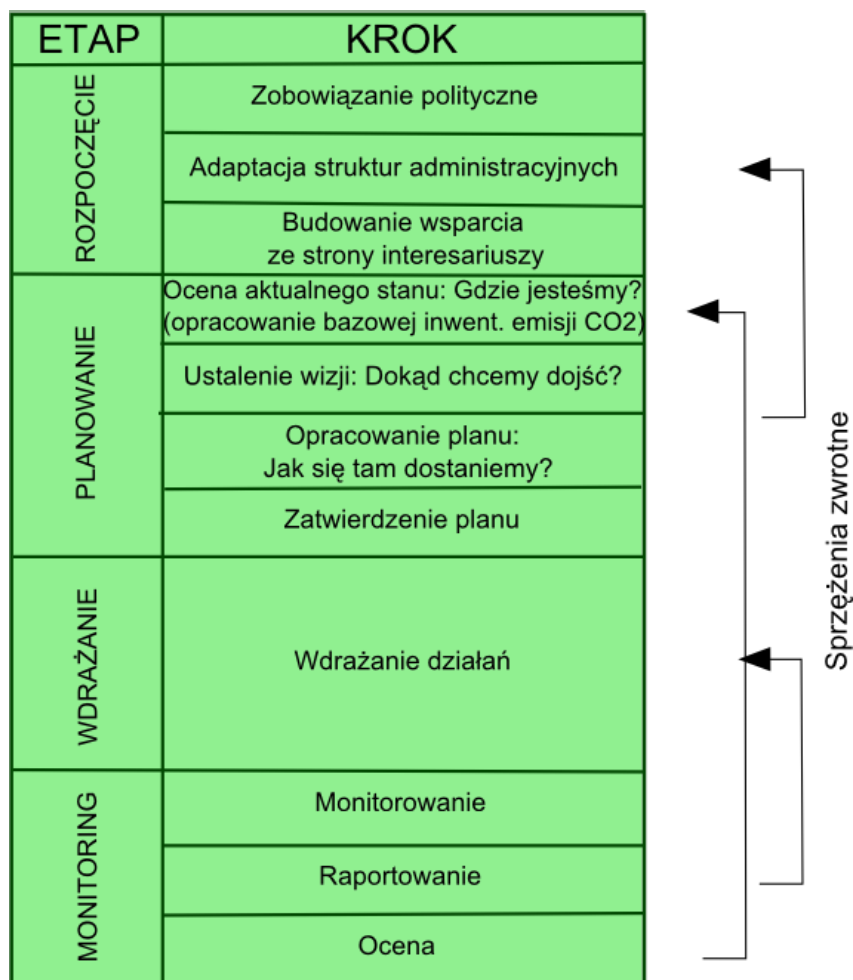 ETAP
KROK
ROZPOCZĘCIE
Zobowiązanie polityczne
Adaptacja struktur administracyjnych
Budowanie wsparcia
ze strony interesariuszy
PLANOWANIE
Ocena aktualnego stanu: Gdzie jesteśmy?
(opracowanie bazowej inwent. emisji CO2)
Ustalenie wizji: Dokąd chcemy dojść?
Opracowanie planu:
Jak się tam dostaniemy?
Zatwierdzenie planu
WDRAŻANIE
Wdrażanie działań
MONITORING
Monitorowanie
Raportowanie
Ocena
Sprzężenia zwrotne